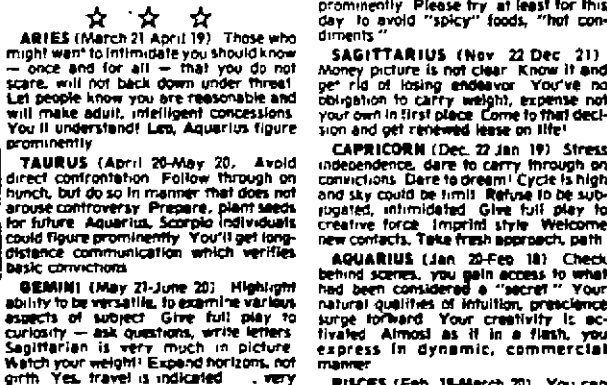 ☆ ☆ ☆
ARIES (March 21 April 19) Those who
might want to intimidate you should know
— once and for all — that you do not
scare, will not back down under threat
Let people know you are reasonable and
will make adult, intelligent concessions
You ll understand! Leo, Aquarius figure
prominently
TAURUS (April 20-May 20, Avoid
direct confrontation Follow through on
hunch, but do so in manner that does not
arouse controversy Prepare, plant seeds
for future Aquarius, Scorpio individuals
could figure prominently You'll get long-
distance communication which verifies
basic convictions
GEMINI (May 21-June 20) Highlight
ability to be versatile, to examine various
aspects of subject Give full play to
curiosity — ask questions, write letters
Sagittarian is very much in picture
Watch your weight! Expand horizons, not
girth Yes, travel is indicated . very
prominently Please try at least for this
day to avoid "spicy" foods, "hot con-
diments "
SAGITTARIUS (Nov 22 Dec 21)
Money picture is not clear Know it and
get rid of losing endeavor You've no
obligation to carry weight, expense not
your own in first place Come to that deci-
sion and get renewed lease on life!
CAPRICORN (Dec. 22 Jan 19) Stress
independence, dare to carry through on
convictions Dare to dream! Cycle is high
and sky could be limit Refuse to be sub-
jugated, intimidated Give full play to
creative force Imprint style Welcome
new contacts, Take fresh approach, path
AQUARIUS (Jan 20-Feb 18) Check
behind scenes, you gain access to what
had been considered a "secret " Your
natural qualities of intuition, prescience
surge forward Your creativity is ac-
tivated Almost as if in a flash, you
express in dynamic, commercial
manner
PISCES (Feb 19-March 20) You can